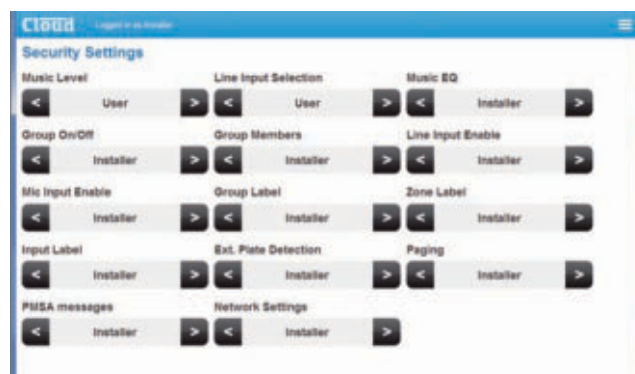 Cloud Logged in as Installer
Security Settings
Music Level Line Input Selection Music EQ
< User > < User > < Installer >
Group On/Off Group Members Line Input Enable
< Installer > < Installer > < Installer >
Mic Input Enable Group Label Zone Label
< Installer > < Installer > < Installer >
Input Label Ext. Plate Detection Paging
< Installer > < Installer > < Installer >
PMSA messages Network Settings
< Installer > < Installer >